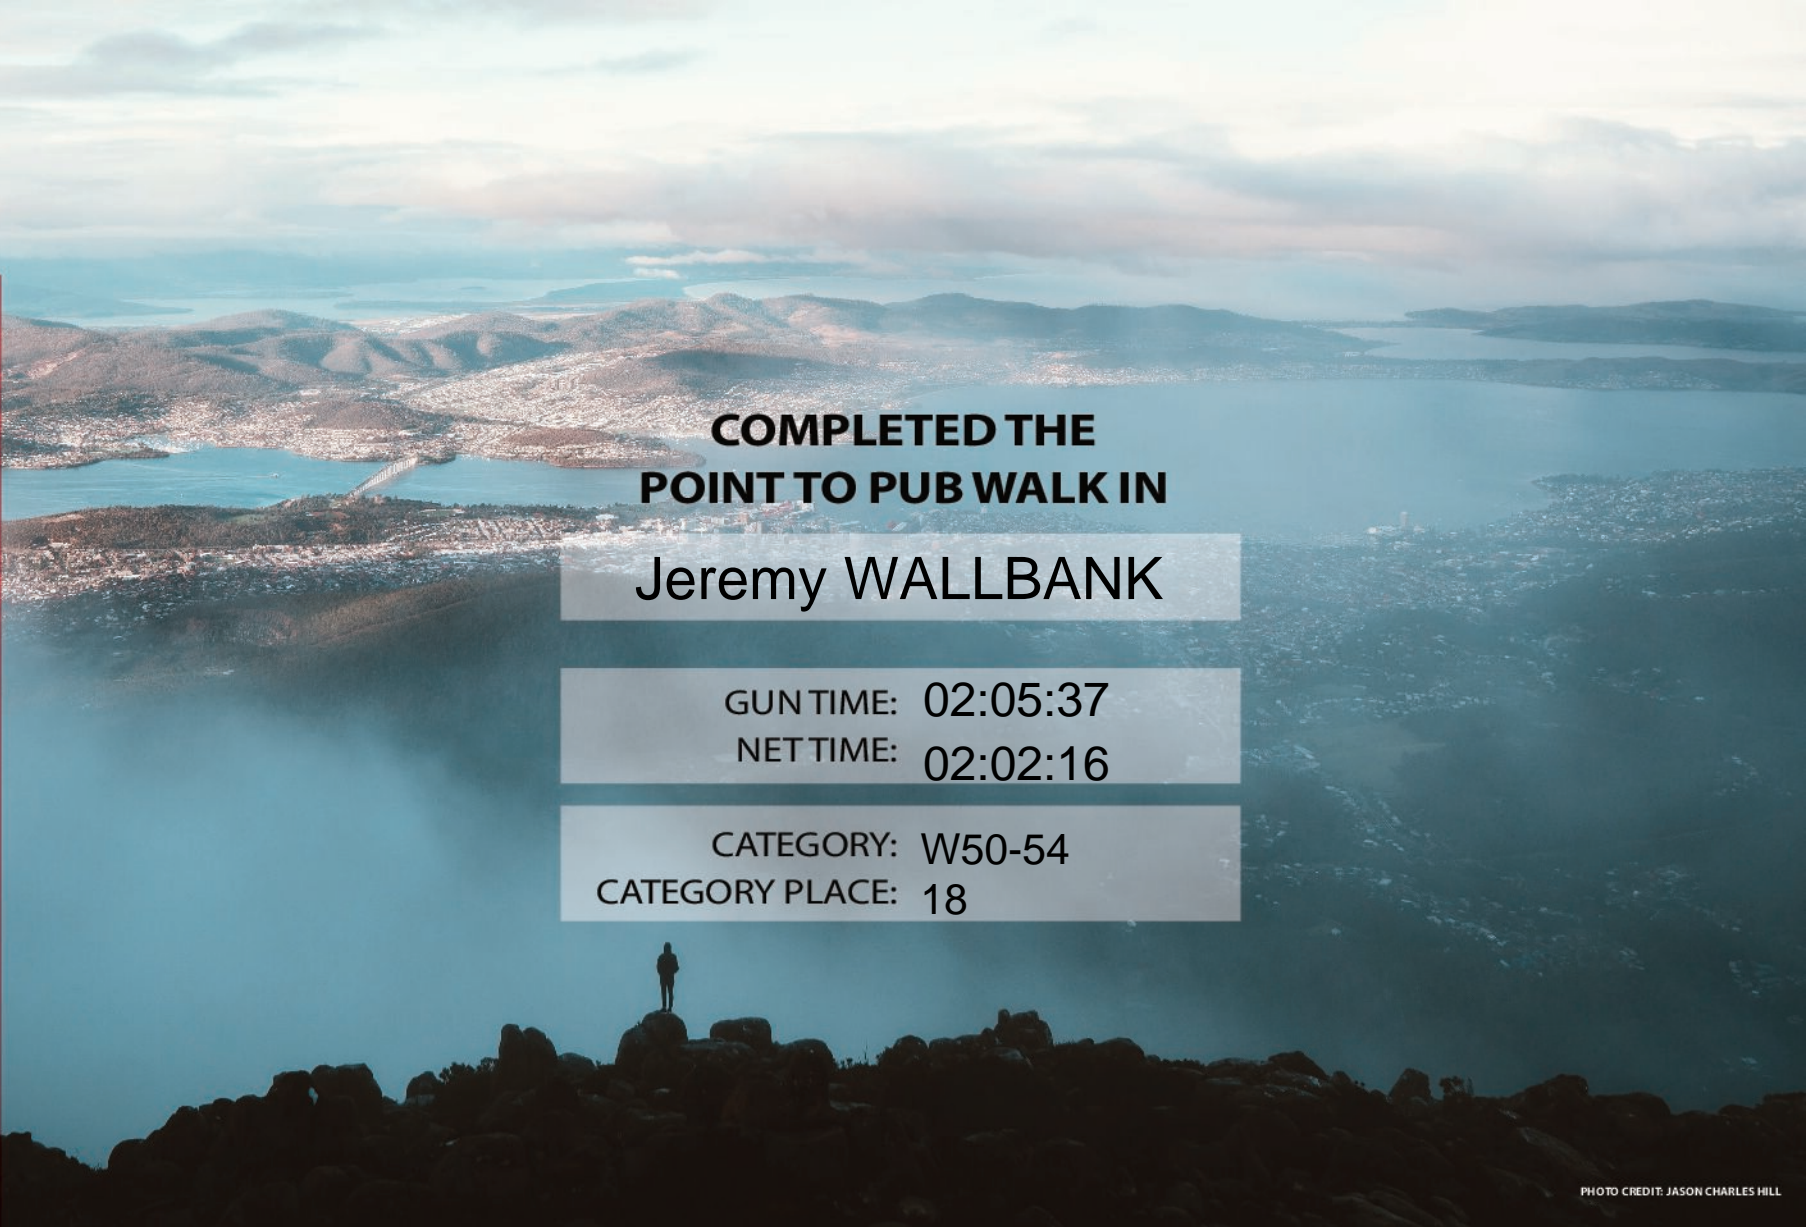 COMPLETED THE
POINT TO PUB WALK IN
Jeremy WALLBANK
GUN TIME: 02:05:37
NET TIME: 02:02:16
CATEGORY: W50-54
CATEGORY PLACE: 18
PHOTO CREDIT: JASON CHARLES HILL